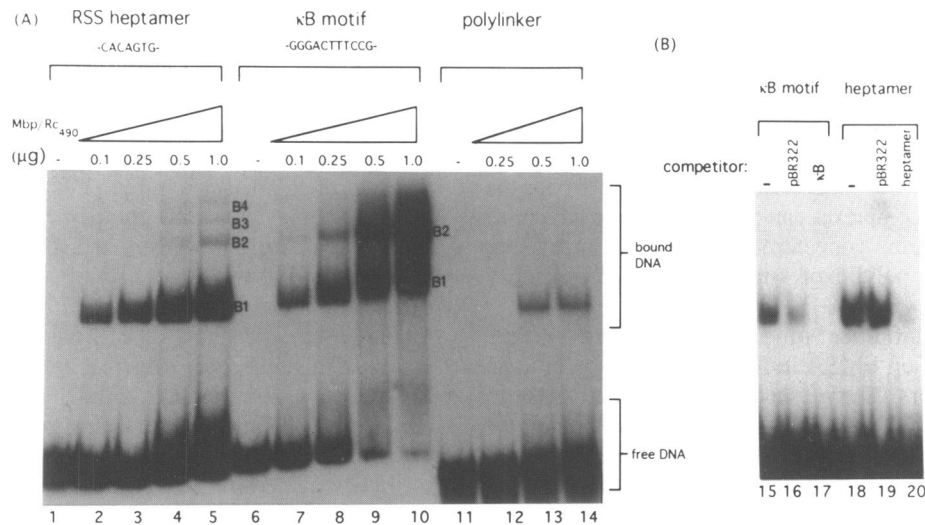 (A)
RSS heptamer
κB motif
polylinker
-CACAGTG-
-GGGACTTTCCG-
Mbp/Rc490
(μg)
- 0.1 0.25 0.5 1.0 - 0.1 0.25 0.5 1.0 - 0.25 0.5 1.0
B4
B3
B2
B1
B2
B1
bound
DNA
free DNA
1 2 3 4 5 6 7 8 9 10 11 12 13 14
(B)
κB motif
heptamer
competitor: - pBR322 κB - pBR322 heptamer
15 16 17 18 19 20